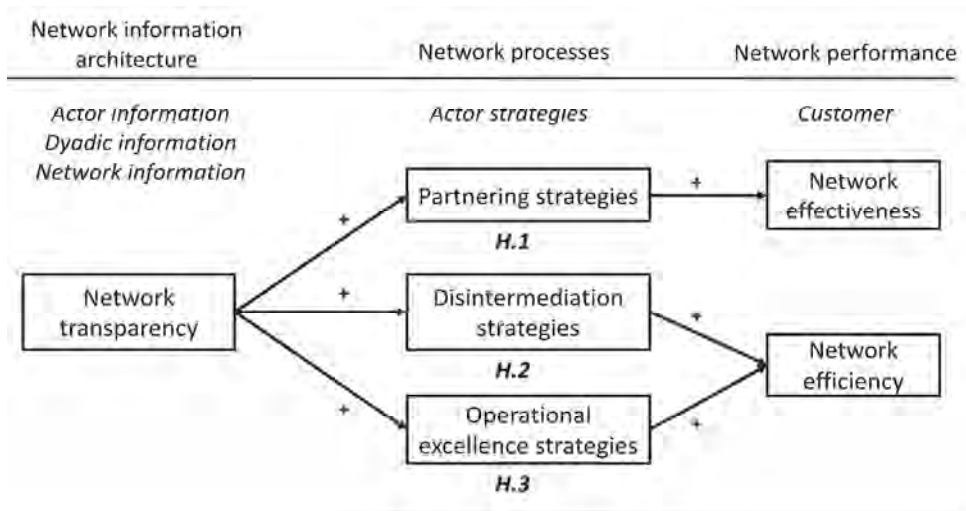 Network information
architecture
Network processes
Network performance
Actor information
Dyadic information
Network information
Actor strategies
Customer
Partnering strategies
+
Network
effectiveness
+
H.1
Network
transparency
+
Disintermediation
strategies
+
Network
efficiency
H.2
+
Operational
excellence strategies
+
H.3